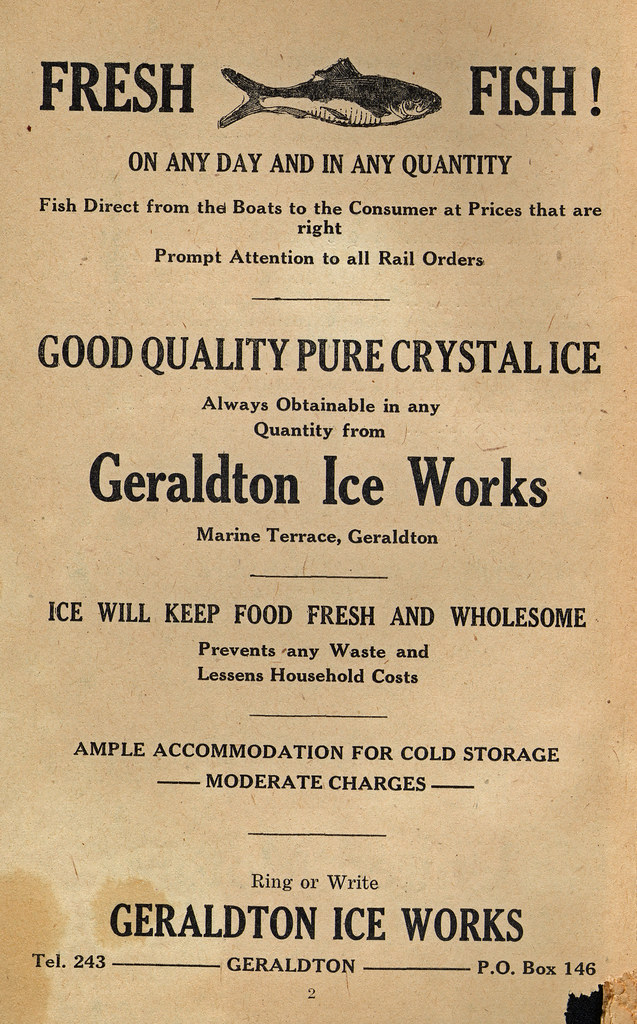 FRESH FISH!
ON ANY DAY AND IN ANY QUANTITY
Fish Direct from the Boats to the Consumer at Prices that are
right
Prompt Attention to all Rail Orders
GOOD QUALITY PURE CRYSTAL ICE
Always Obtainable in any
Quantity from
Geraldton Ice Works
Marine Terrace, Geraldton
ICE WILL KEEP FOOD FRESH AND WHOLESOME
Prevents any Waste and
Lessens Household Costs
AMPLE ACCOMMODATION FOR COLD STORAGE
— MODERATE CHARGES —
Ring or Write
GERALDTON ICE WORKS
Tel. 243 — GERALDTON — P.O. Box 146
2